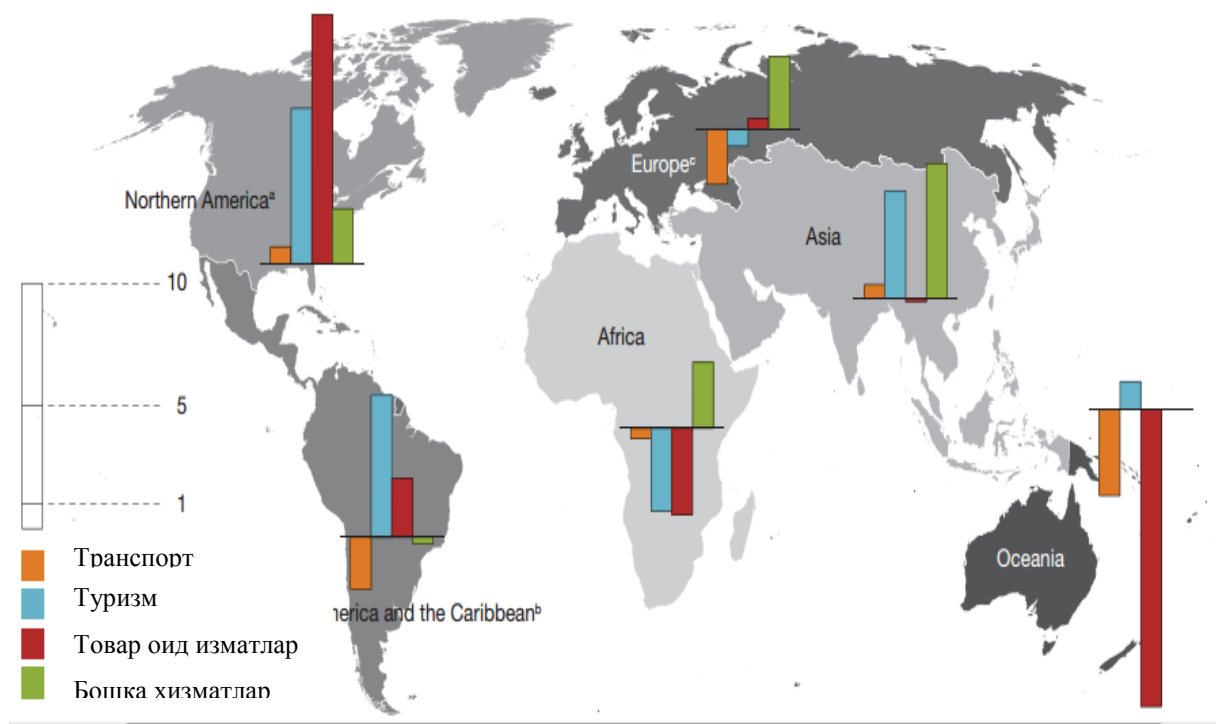 Europeᶜ
Northern Americaᵃ
Asia
10
Africa
5
1
Oceania
Транспорт
Туризм
Товар оид изматлар
Бошка хизматлар
merica and the Caribbeanᵇ